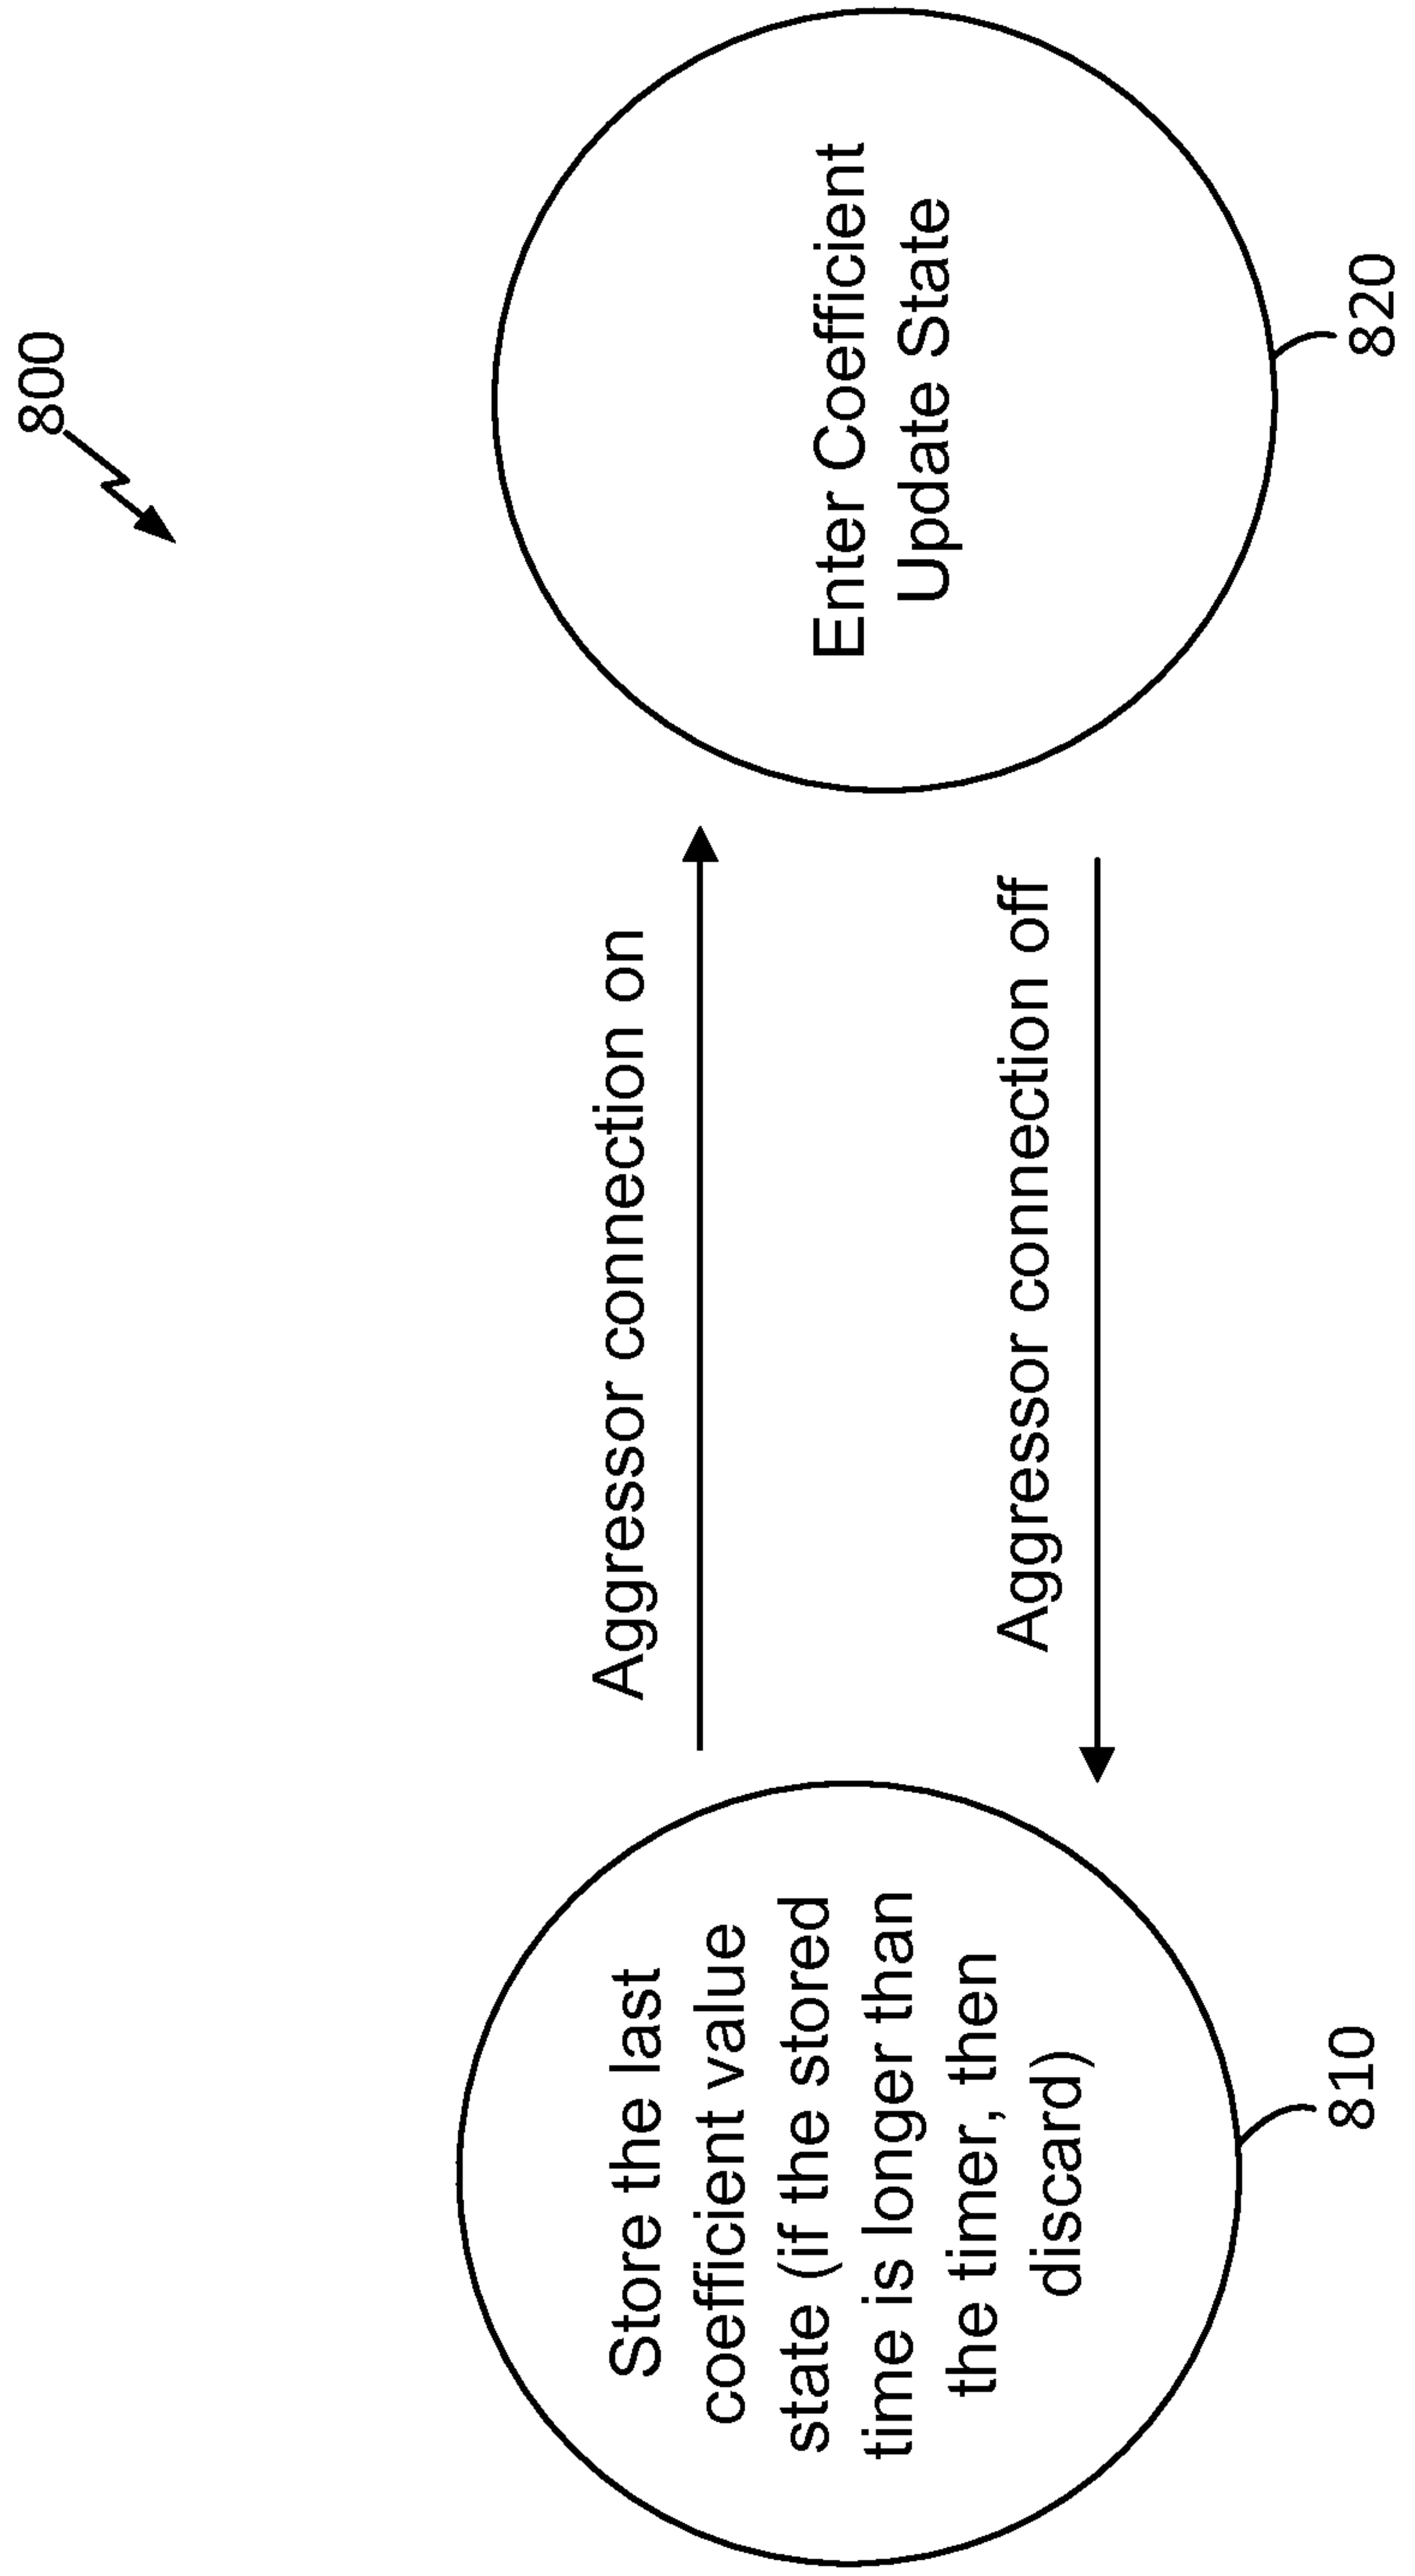 800
Aggressor connection on
Store the last
coefficient value
state (if the stored
time is longer than
the timer, then
discard)
810
Enter Coefficient
Update State
820
Aggressor connection off